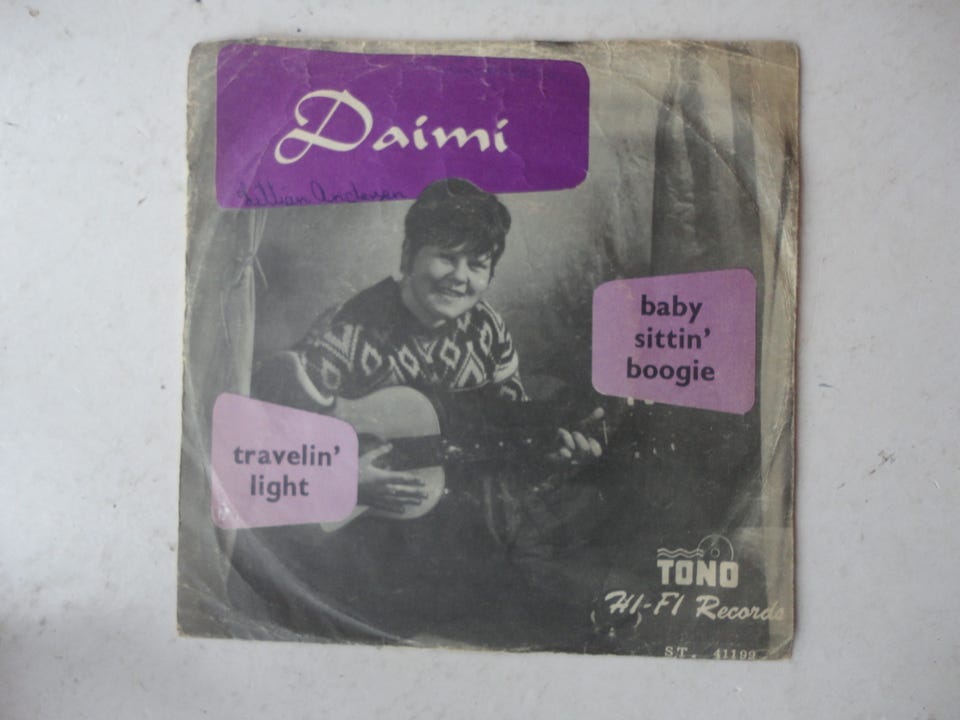 Daimi
Lillian Andersen
baby
sittin'
boogie
travelin'
light
TONO
HI-FI Records
ST. 41199